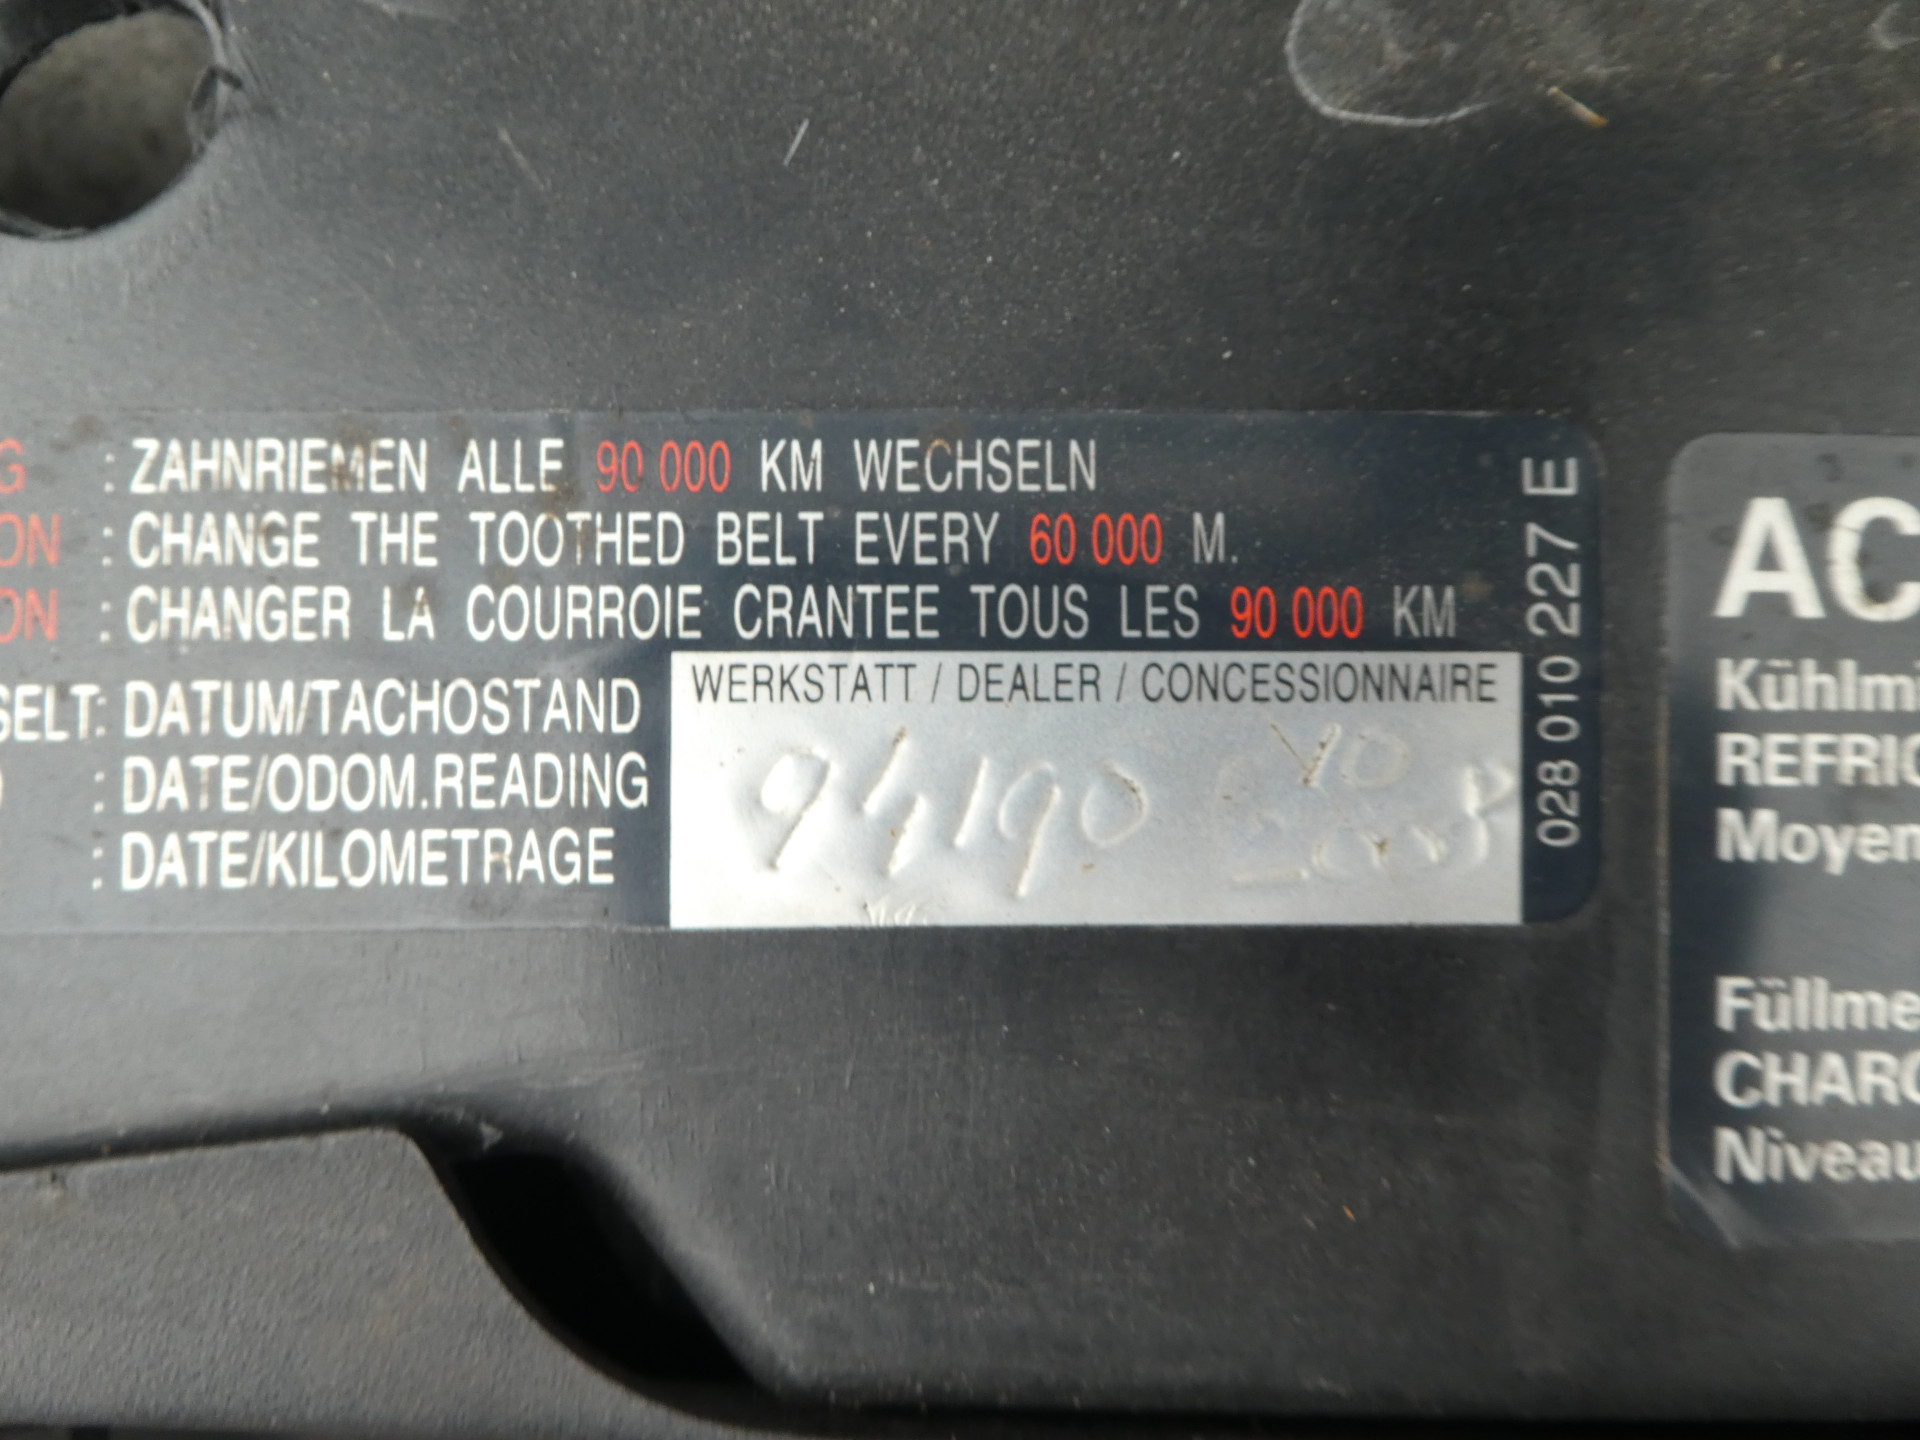 G : ZAHNRIEMEN ALLE 90 000 KM WECHSELN
ON : CHANGE THE TOOTHED BELT EVERY 60 000 M.
ON : CHANGER LA COURROIE CRANTEE TOUS LES 90 000 KM
SELT: DATUM/TACHOSTAND
: DATE/ODOM.READING
: DATE/KILOMETRAGE
WERKSTATT / DEALER / CONCESSIONNAIRE
94190
2008
028 010 227 E
AC
Kühlmi
REFRIG
Moyen
Füllme
CHARG
Niveau